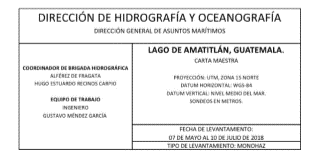 DIRECCIÓN DE HIDROGRAFÍA Y OCEANOGRAFÍA
DIRECCIÓN GENERAL DE ASUNTOS MARÍTIMOS
COORDINADOR DE BRIGADA HIDROGRÁFICA
ALFÉREZ DE FRAGATA
HUGO ESTUARDO RECINOS CARPIO
EQUIPO DE TRABAJO
INGENIERO
GUSTAVO MÉNDEZ GARCÍA
LAGO DE AMATITLÁN, GUATEMALA.
CARTA MAESTRA
PROYECCIÓN: UTM, ZONA 15 NORTE
DATUM HORIZONTAL: WGS-84
DATUM VERTICAL: NIVEL MEDIO DEL MAR
SONDEOS EN METROS.
FECHA DE LEVANTAMIENTO:
07 DE MAYO AL 10 DE JULIO DE 2018
TIPO DE LEVANTAMIENTO: MONOHAZ